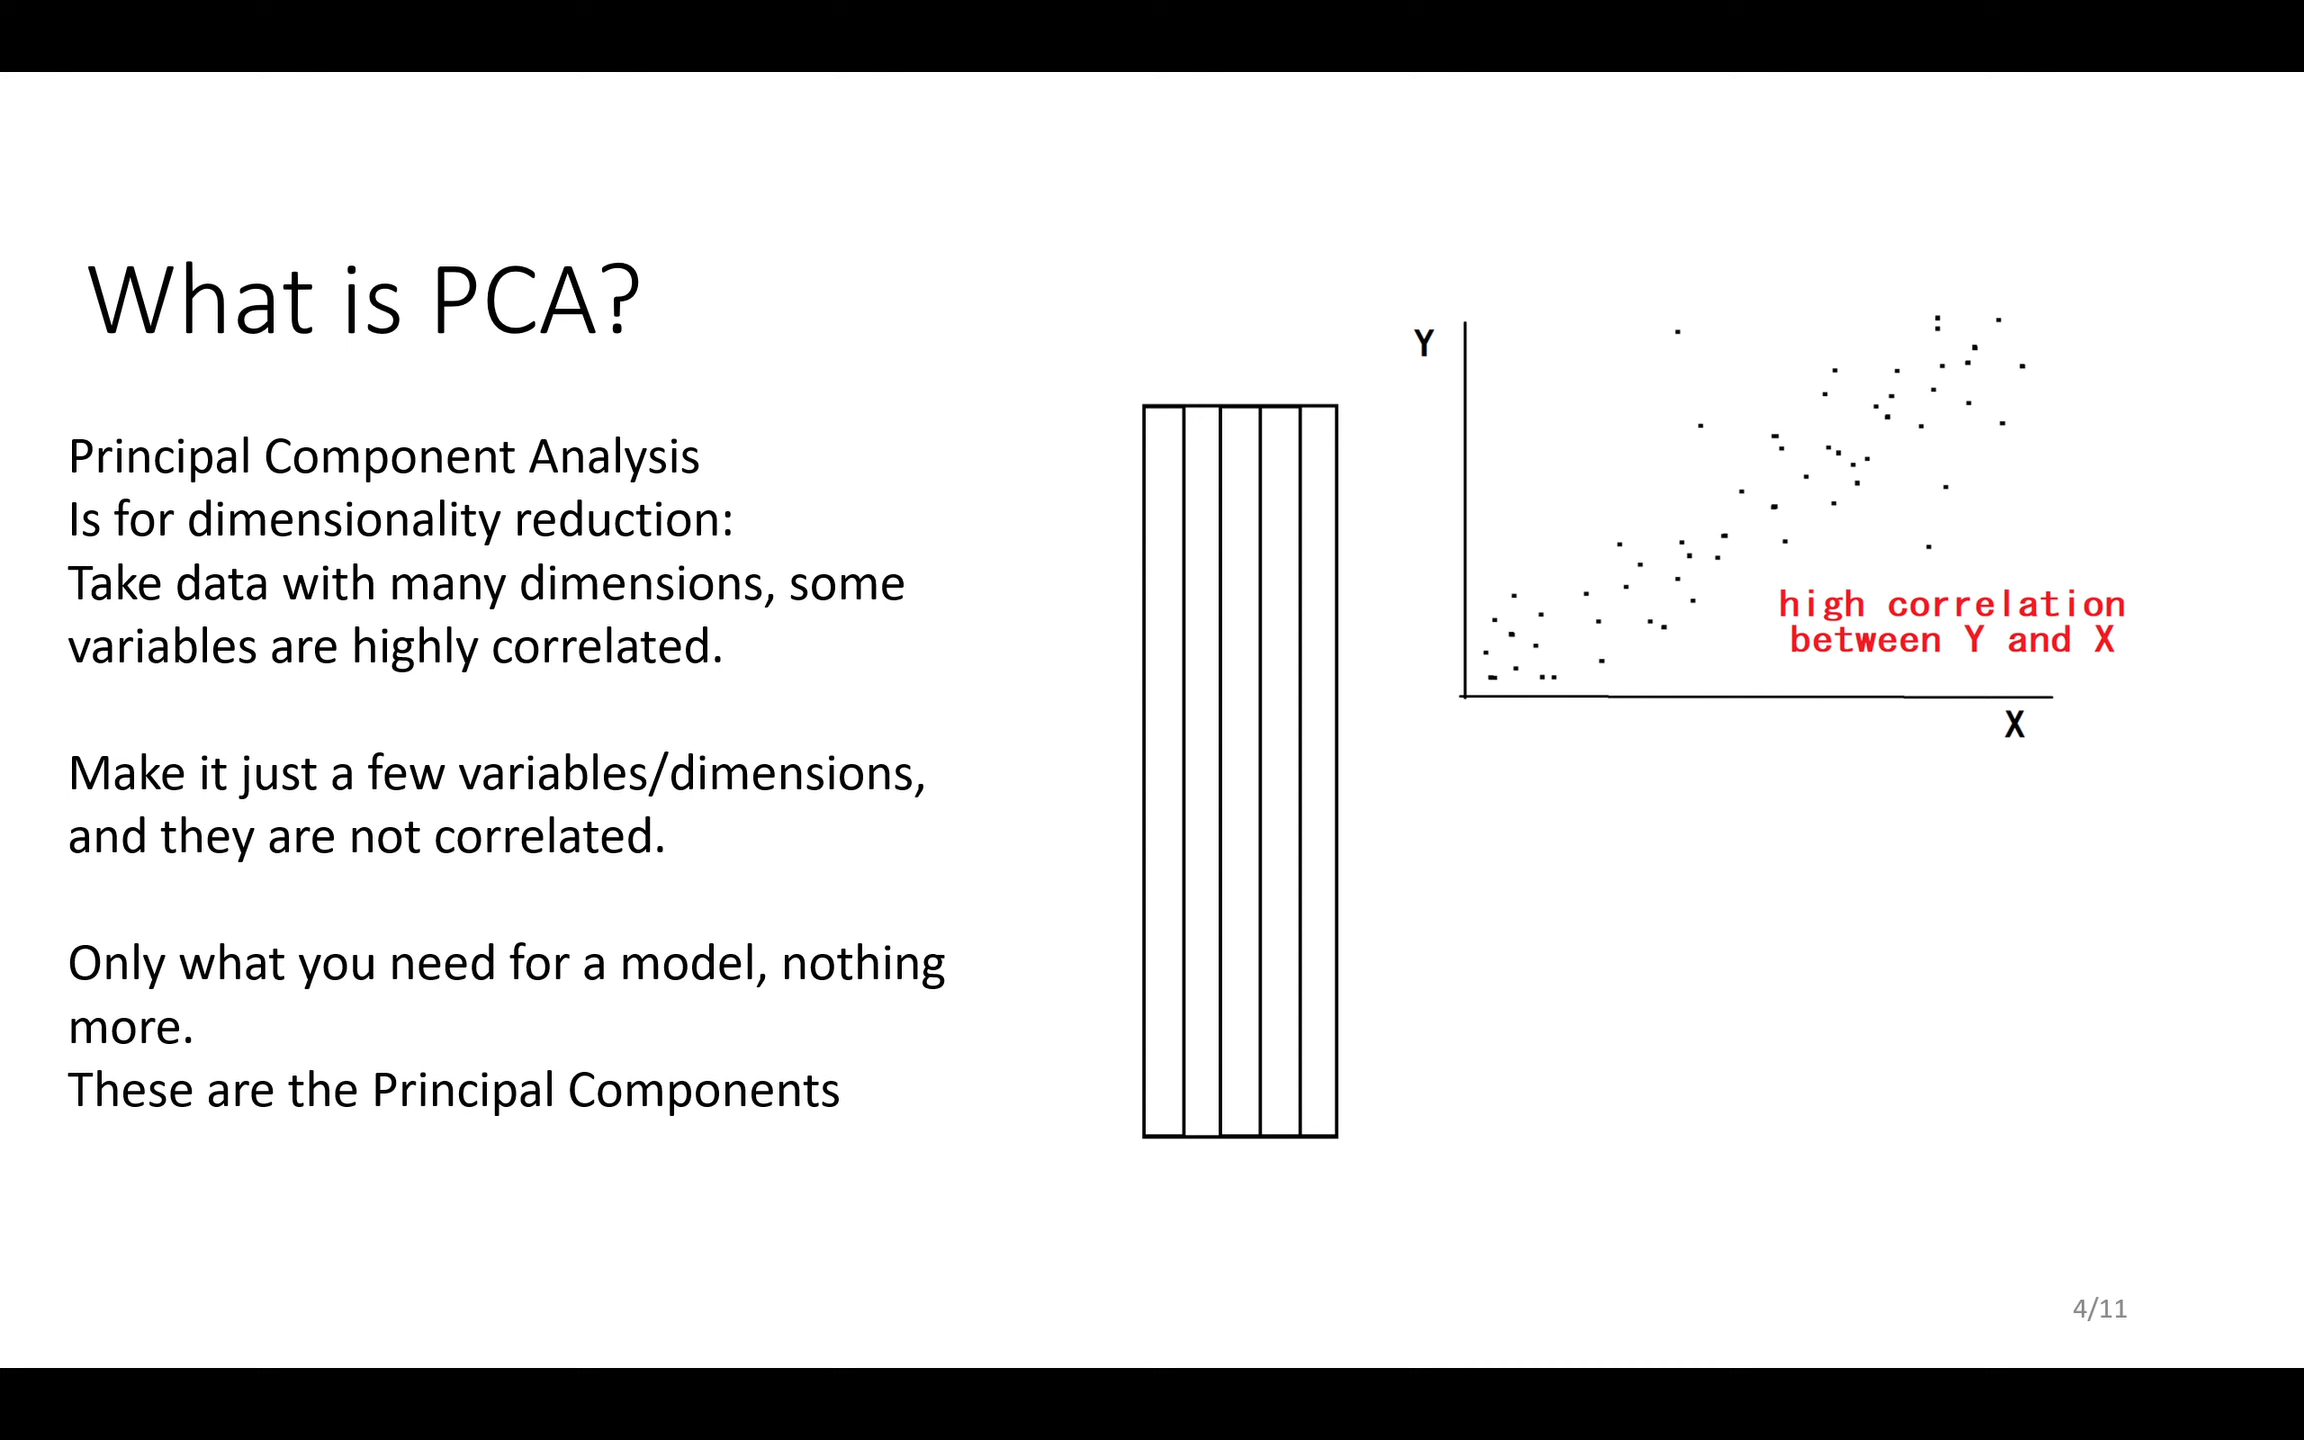 What is PCA?
Principal Component Analysis
Is for dimensionality reduction:
Take data with many dimensions, some
variables are highly correlated.
Make it just a few variables/dimensions,
and they are not correlated.
Only what you need for a model, nothing
more.
These are the Principal Components
Y
high correlation
between Y and X
X
4/11